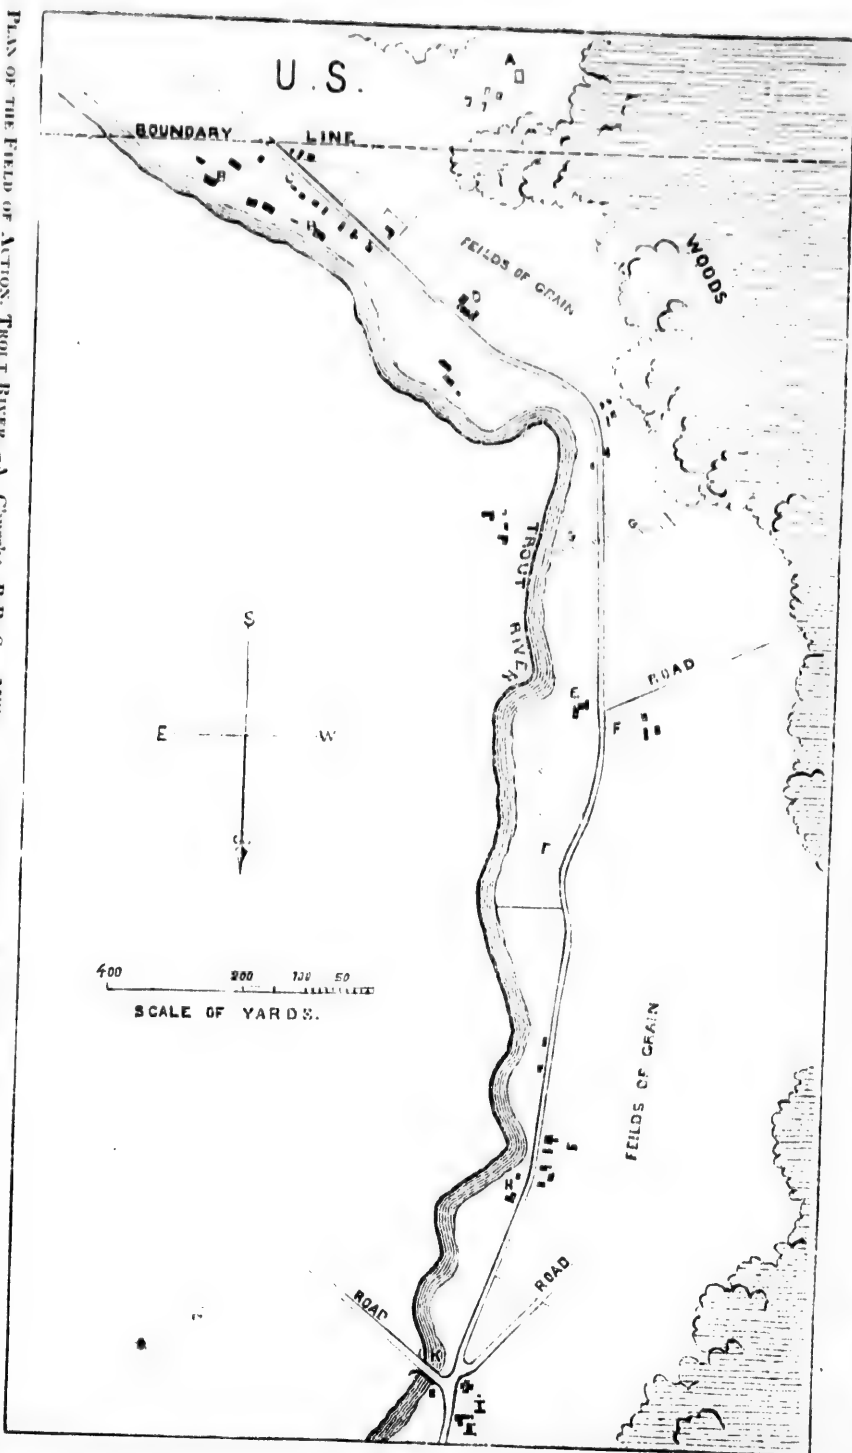 PLAN OF THE FIELD OF ACTION, TROUT RIVER
U.S.
A
BOUNDARY LINE
B
FEILDS OF GRAIN
WOODS
D
G
G
TROUT RIVER
S
E W
ROAD
E
F
400 200 100 50
SCALE OF YARDS.
FEILDS OF GRAIN
H
ROAD
ROAD
K
I